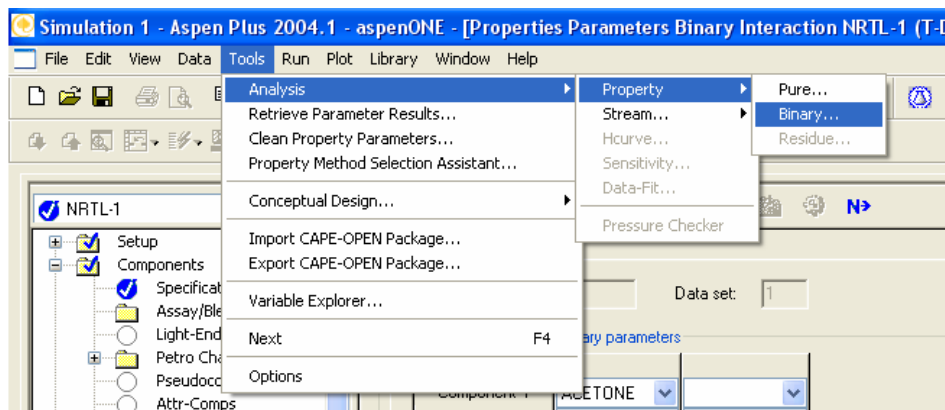 Simulation 1 - Aspen Plus 2004.1 - aspenONE - [Properties Parameters Binary Interaction NRTL-1 (T-D
File Edit View Data Tools Run Plot Library Window Help
Analysis
Retrieve Parameter Results...
Clean Property Parameters...
Property Method Selection Assistant...
Conceptual Design...
Import CAPE-OPEN Package...
Export CAPE-OPEN Package...
Variable Explorer...
Next F4
Options
Property
Stream...
Hcurve...
Sensitivity...
Data-Fit...
Pressure Checker
Pure...
Binary...
Residue...
NRTL-1
N
Setup
Components
Specificat
Assay/Ble
Light-End
Petro Cha
Pseudoco
Attr-Comps
Data set: 1
ary parameters
ACETONE